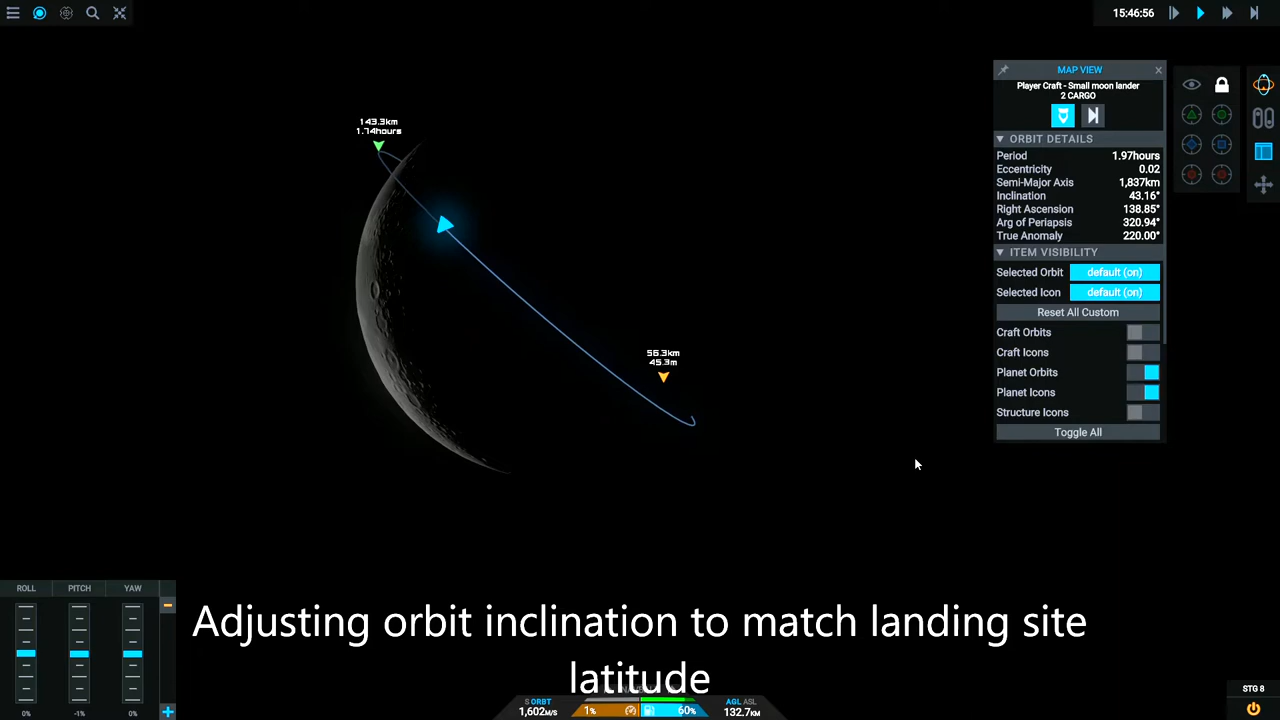 15:46:56
MAP VIEW
Player Craft - Small moon lander
2 CARGO
143.3km
1.74hours
ORBIT DETAILS
Period 1.97hours
Eccentricity 0.02
Semi-Major Axis 1,837km
Inclination 43.16°
Right Ascension 138.85°
Arg of Periapsis 320.94°
True Anomaly 220.00°
ITEM VISIBILITY
Selected Orbit default (on)
Selected Icon default (on)
Reset All Custom
Craft Orbits
Craft Icons
Planet Orbits
Planet Icons
Structure Icons
Toggle All
56.3km
45.3m
ROLL PITCH YAW
Adjusting orbit inclination to match landing site
latitude
0% -1% 0%
S ORBT
1,602M/S
1% 60%
AGL ASL
132.7KM
STG 8